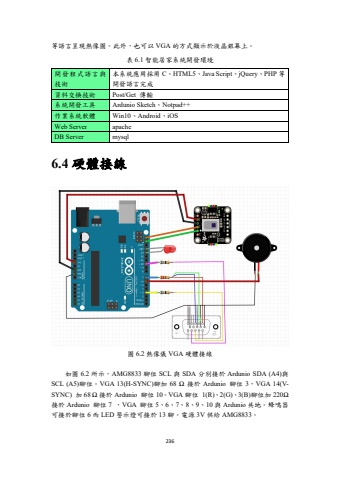 等語言呈現熱像圖。此外，也可以 VGA 的方式顯示於液晶銀幕上。
表 6.1 智能居家系統開發環境
開發程式語言與技術 本系統應用採用 C、HTML5、Java Script、jQuery、PHP 等開發語言完成
資料交換技術 Post/Get 傳輸
系統開發工具 Arduino Sketch、Notpad++
作業系統軟體 Win10、Android、iOS
Web Server apache
DB Server mysql
6.4 硬體接線
UNO
圖 6.2 熱像儀 VGA 硬體接線
如圖 6.2 所示，AMG8833 腳位 SCL 與 SDA 分別接於 Arduino SDA (A4)與
SCL (A5)腳位。VGA 13(H-SYNC)腳如 68 Ω 接於 Arduino 腳位 3、VGA 14(V-
SYNC) 加 68 Ω 接於 Arduino 腳位 10。VGA 腳位 1(R)、2(G)、3(B)腳位加 220Ω
接於 Arduino 腳位 7 、VGA 腳位 5、6、7、8、9、10 與 Arduino 共地。蜂鳴器
可接於腳位 6 而 LED 警示燈可接於 13 腳。電源 3V 供給 AMG8833。
236